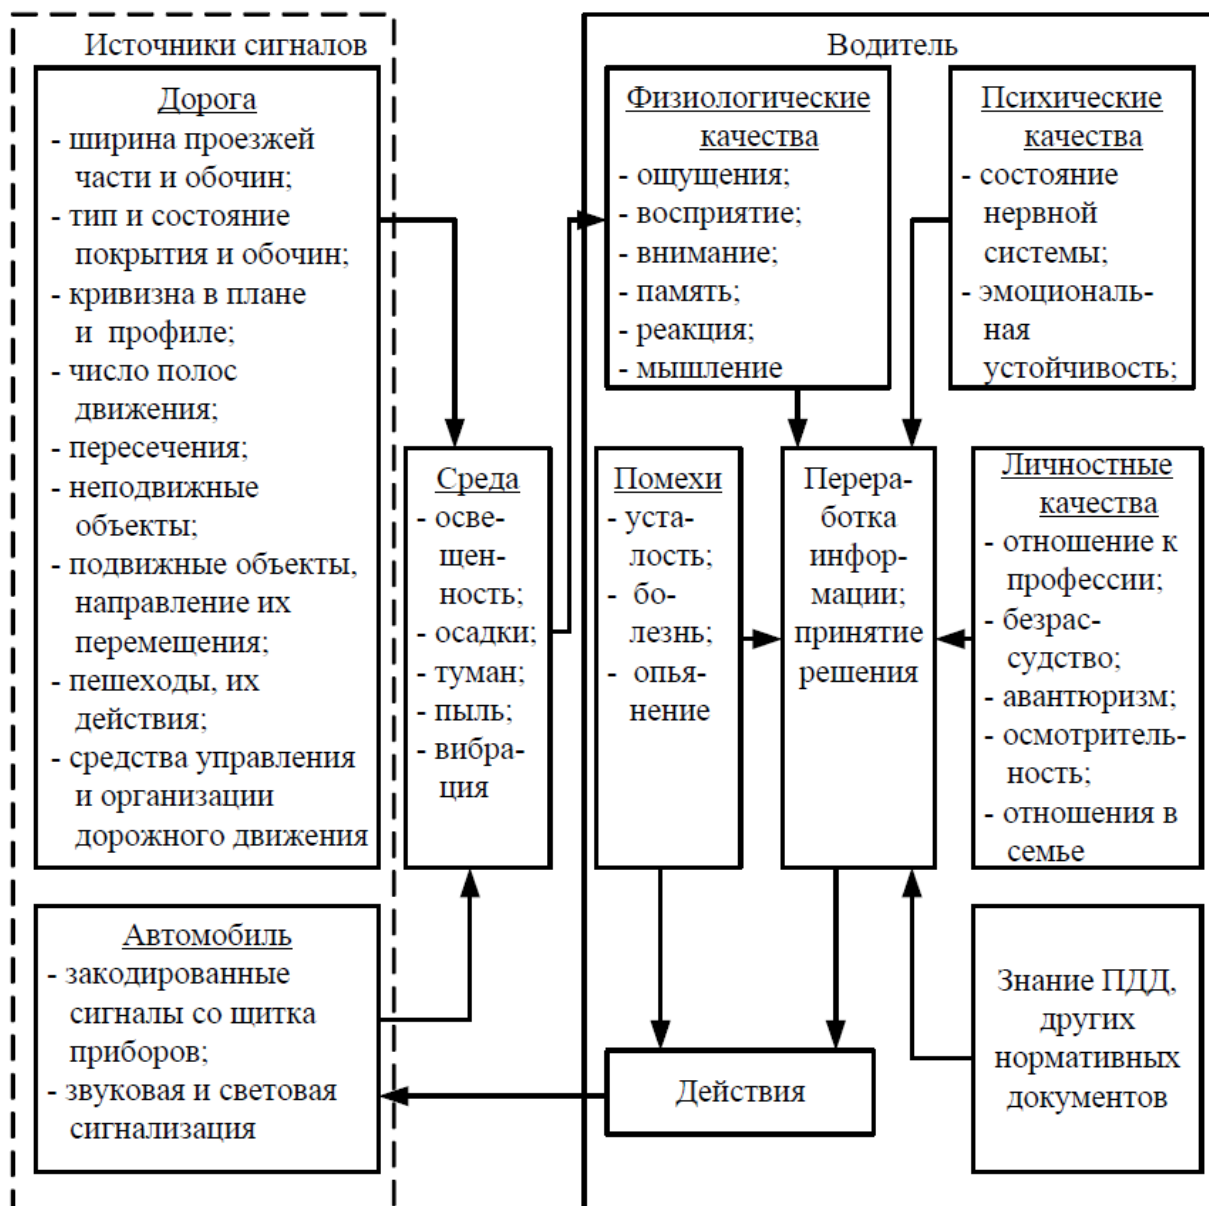 Источники сигналов
Дорога
- ширина проезжей
части и обочин;
- тип и состояние
покрытия и обочин;
- кривизна в плане
и профиле;
- число полос
движения;
- пересечения;
- неподвижные
объекты;
- подвижные объекты,
направление их
перемещения;
- пешеходы, их
действия;
- средства управления
и организации
дорожного движения
Автомобиль
- закодированные
сигналы со щитка
приборов;
- звуковая и световая
сигнализация
Среда
- осве-
щен-
ность;
- осадки;
- туман;
- пыль;
- вибра-
ция
Водитель
Физиологические
качества
- ощущения;
- восприятие;
- внимание;
- память;
- реакция;
- мышление
Психические
качества
- состояние
нервной
системы;
- эмоциональ-
ная
устойчивость;
Помехи
- уста-
лость;
- бо-
лезнь;
- опья-
нение
Перера-
ботка
инфор-
мации;
принятие
решения
Личностные
качества
- отношение к
профессии;
- безрас-
судство;
- авантюризм;
- осмотритель-
ность;
- отношения в
семье
Действия
Знание ПДД,
других
нормативных
документов